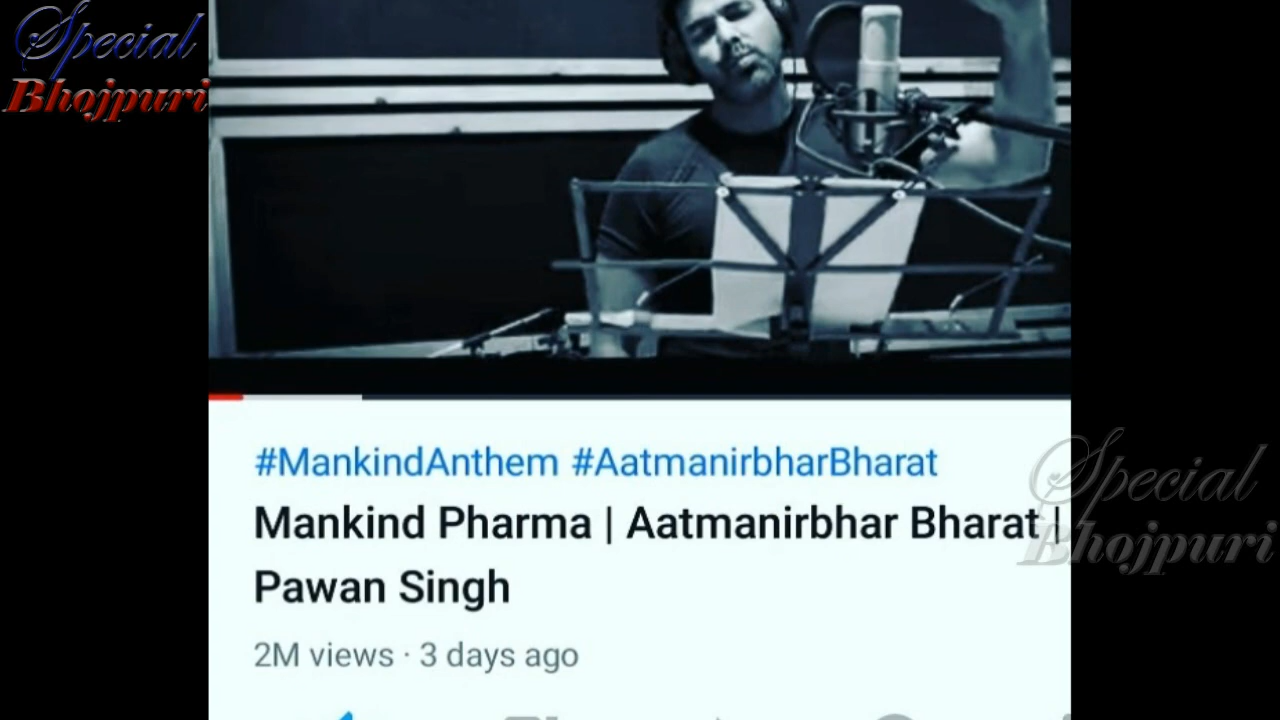 Special
Bhojpuri
#MankindAnthem #AatmanirbharBharat
Mankind Pharma | Aatmanirbhar Bharat |
Pawan Singh
2M views · 3 days ago
Special
Bhojpuri